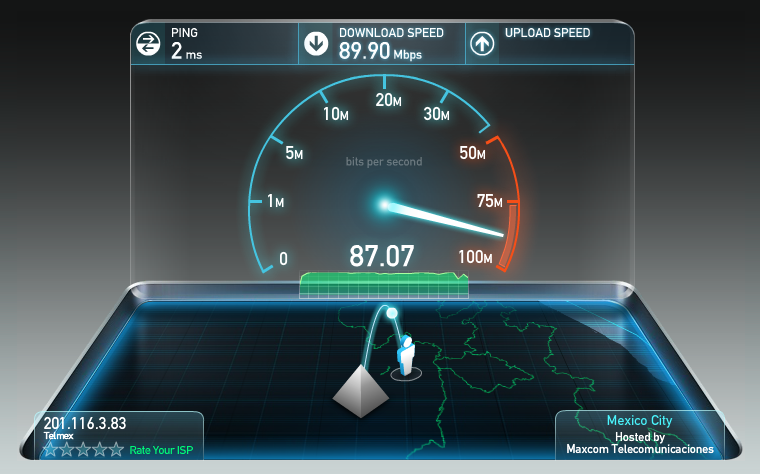 PING
2 ms
DOWNLOAD SPEED
89.90 Mbps
UPLOAD SPEED
20M
10M
30M
5M
50M
bits per second
1M
75M
0
87.07
100M
201.116.3.83
Telmex
Rate Your ISP
Mexico City
Hosted by
Maxcom Telecomunicaciones